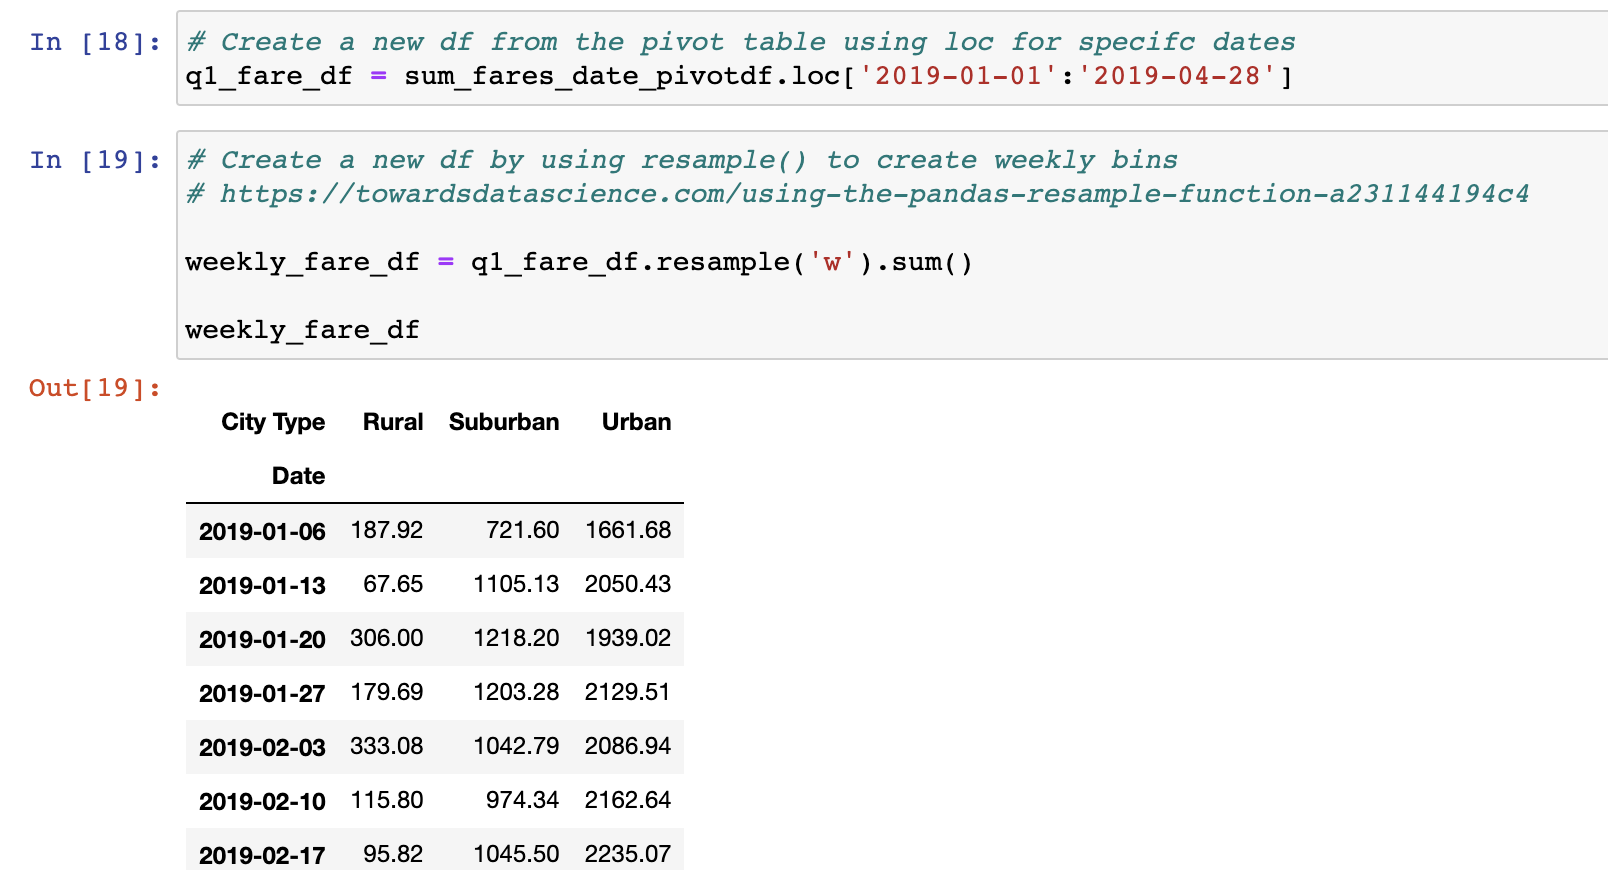 In [18]: # Create a new df from the pivot table using loc for specifc dates
q1_fare_df = sum_fares_date_pivotdf.loc['2019-01-01':'2019-04-28']
In [19]: # Create a new df by using resample() to create weekly bins
# https://towardsdatascience.com/using-the-pandas-resample-function-a231144194c4
weekly_fare_df = q1_fare_df.resample('w').sum()
weekly_fare_df
Out[19]:
City Type Rural Suburban Urban
Date
2019-01-06 187.92 721.60 1661.68
2019-01-13 67.65 1105.13 2050.43
2019-01-20 306.00 1218.20 1939.02
2019-01-27 179.69 1203.28 2129.51
2019-02-03 333.08 1042.79 2086.94
2019-02-10 115.80 974.34 2162.64
2019-02-17 95.82 1045.50 2235.07